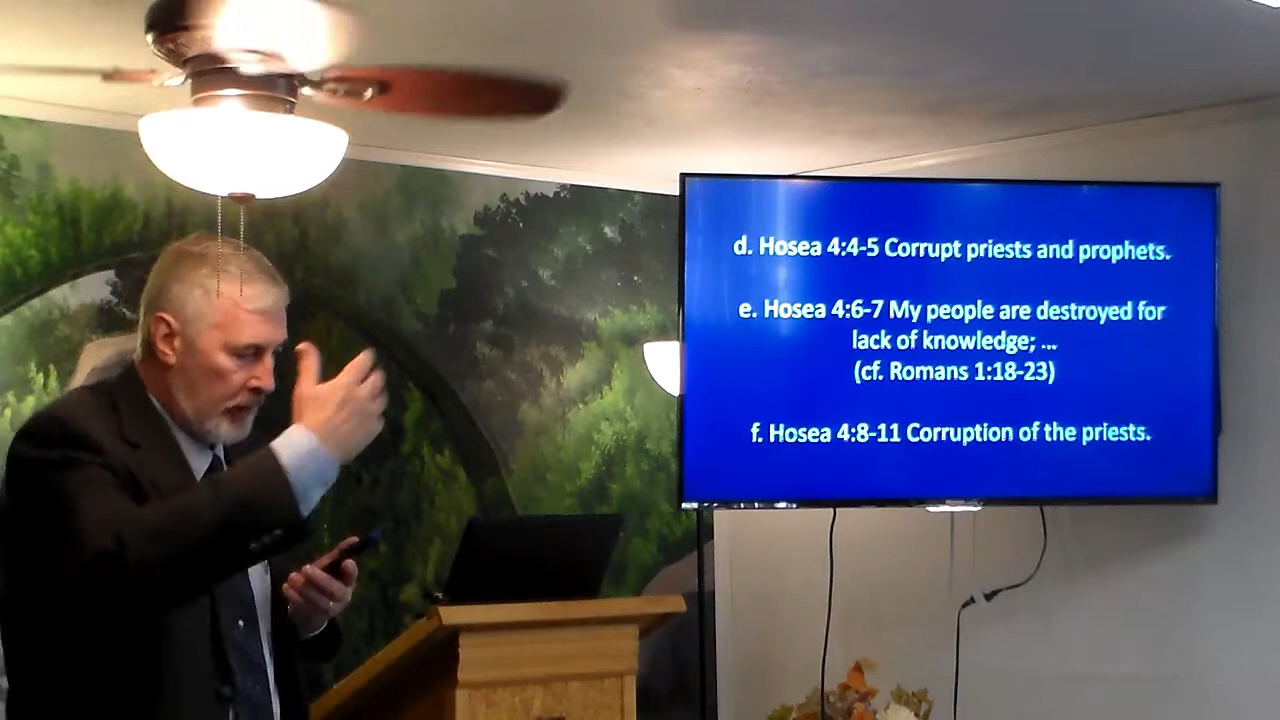 d. Hosea 4:4-5 Corrupt priests and prophets.
e. Hosea 4:6-7 My people are destroyed for
lack of knowledge; ...
(cf. Romans 1:18-23)
f. Hosea 4:8-11 Corruption of the priests.